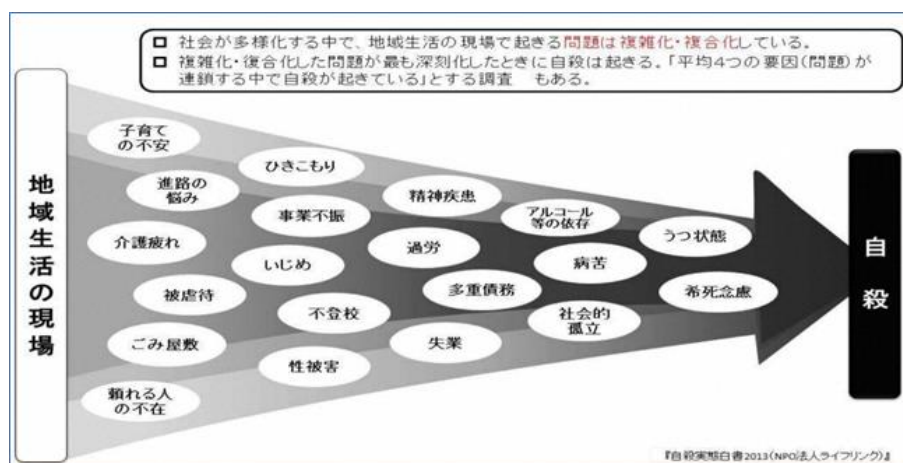 □ 社会が多様化する中で、地域生活の現場で起きる問題は複雑化・複合化している。
□ 複雑化・復合化した問題が最も深刻化したときに自殺は起きる。「平均4つの要因(問題)が
連鎖する中で自殺が起きている」とする調査 もある。
地域生活の現場
子育て
の不安
進路の
悩み
介護疲れ
被虐待
ごみ屋敷
頼れる人
の不在
ひきこもり
事業不振
いじめ
不登校
性被害
精神疾患
過労
多重債務
失業
アルコール
等の依存
病苦
社会的
孤立
うつ状態
希死念慮
自殺
『自殺実態白書2013(NPO法人ライフリンク)』